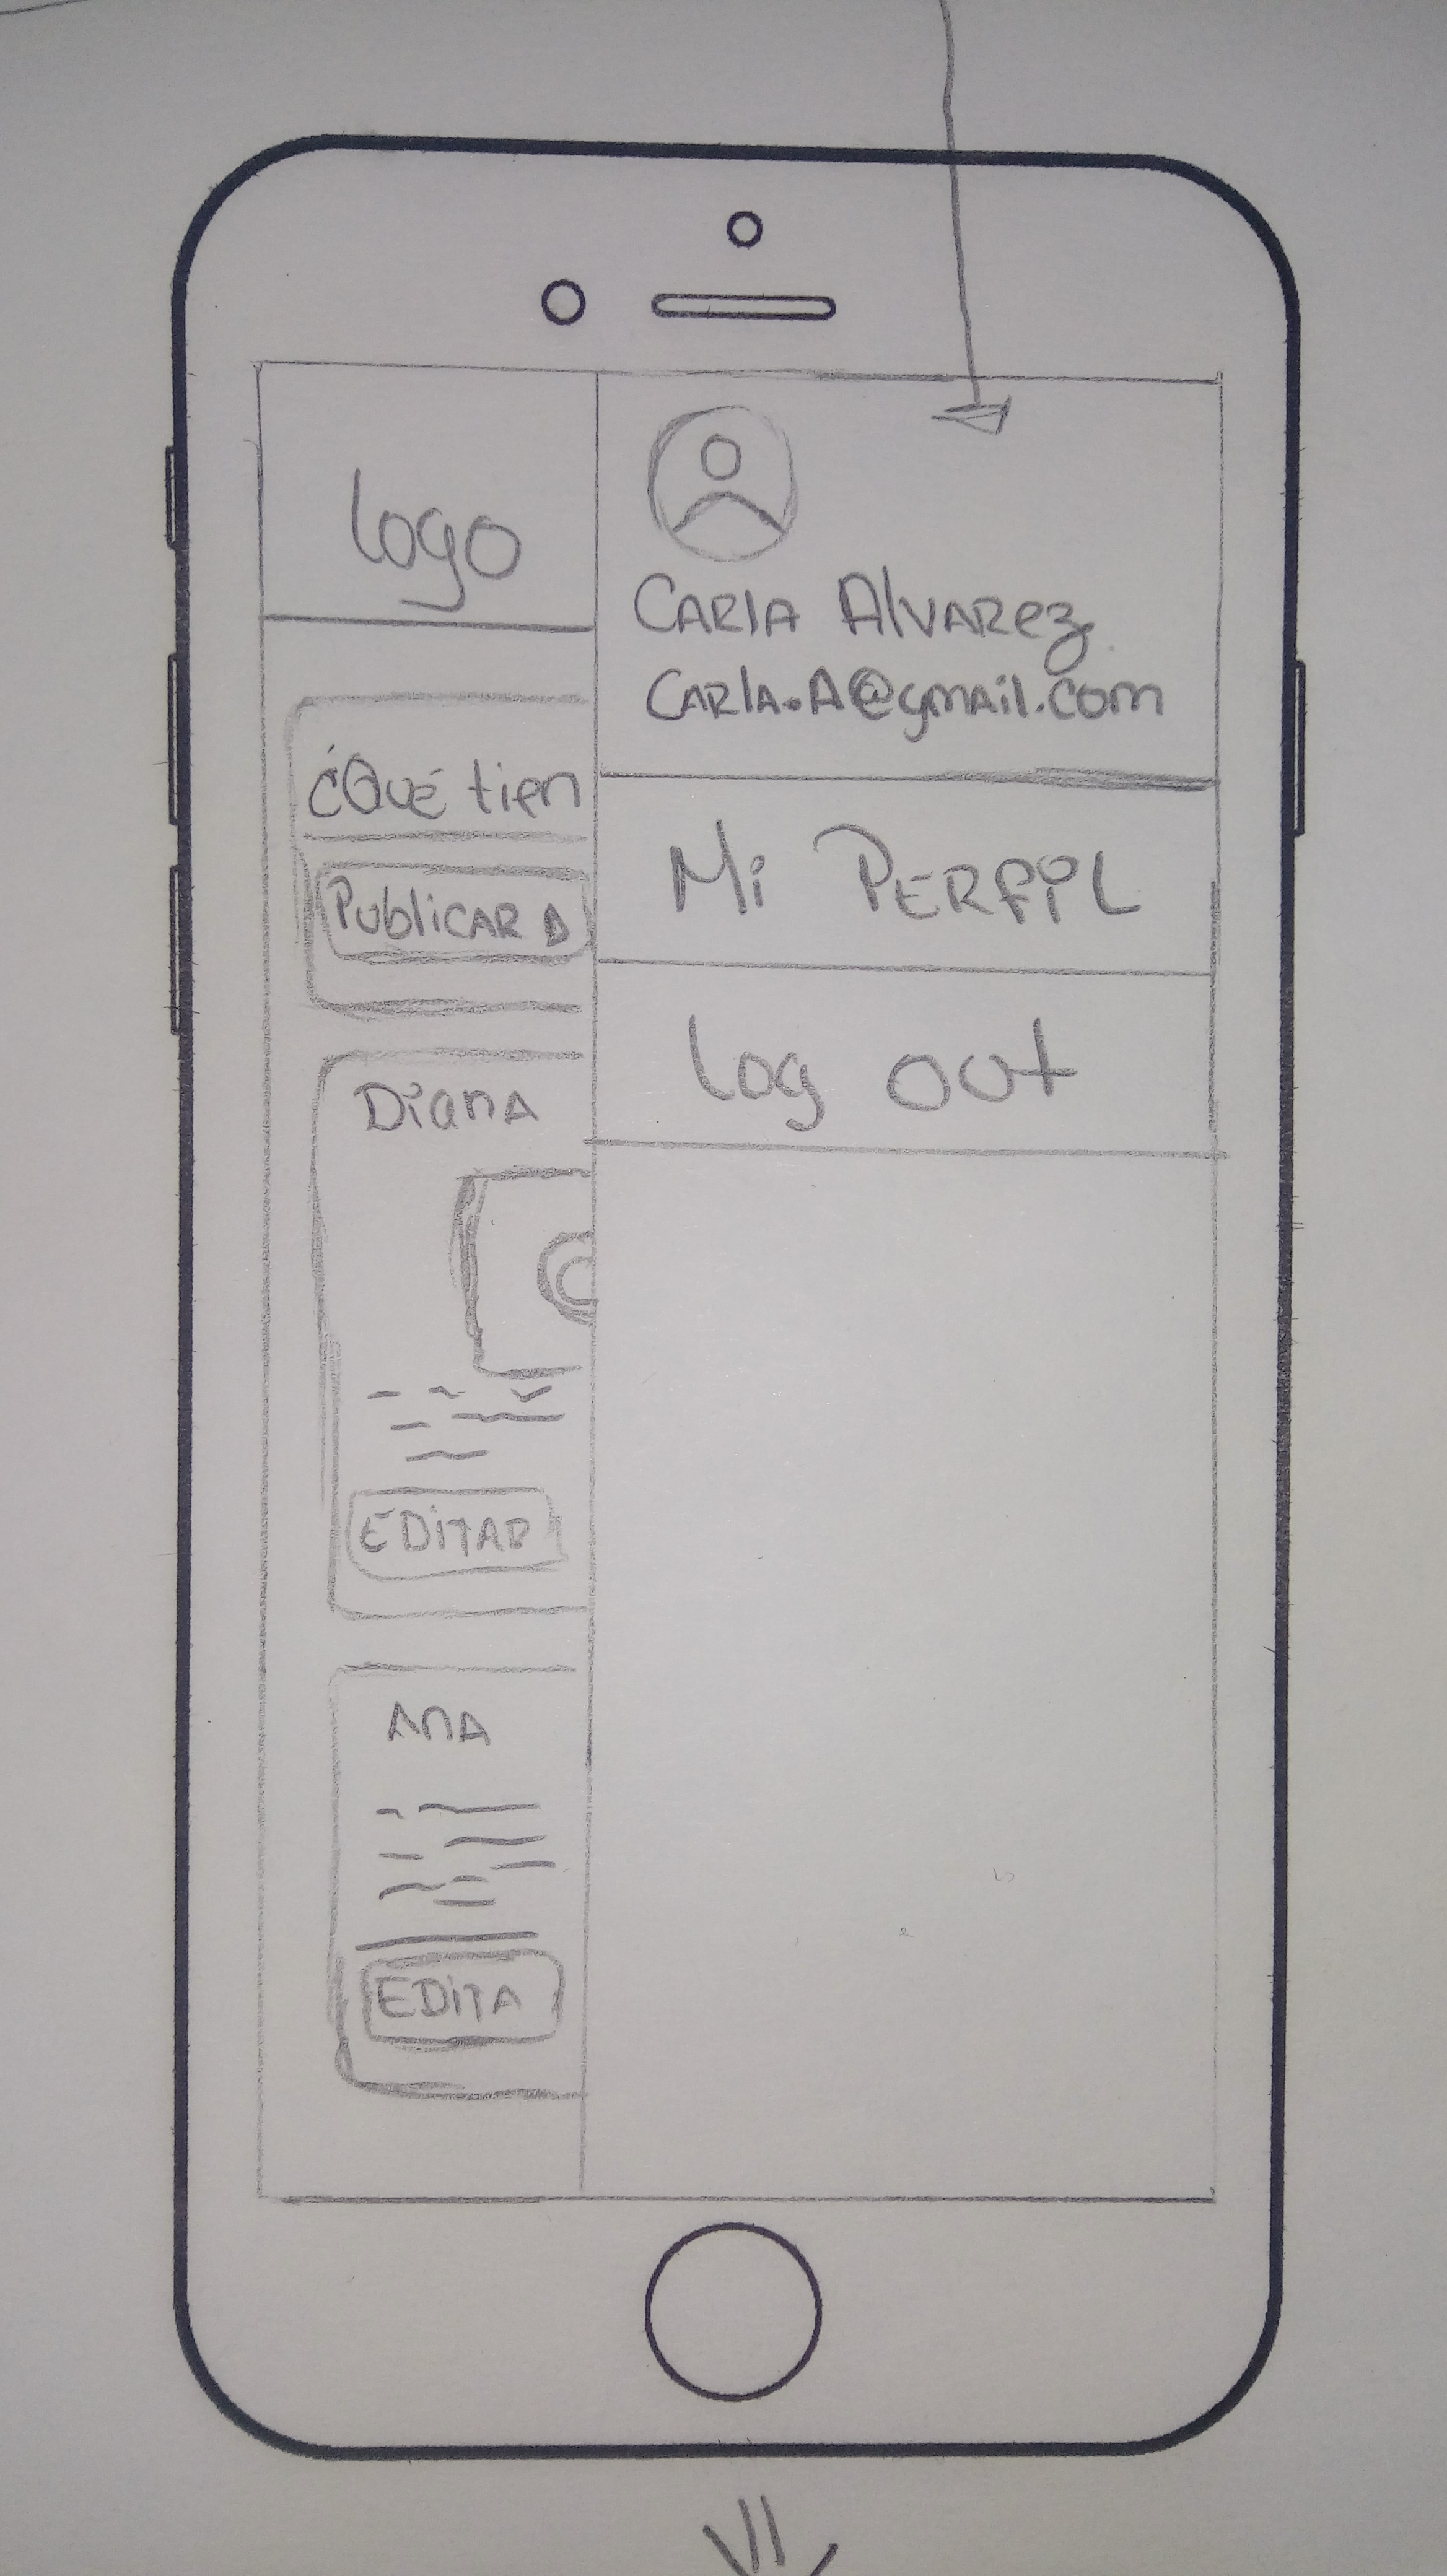 logo
¿Qué tien
Publicar
Diana
EDITAR
ANA
EDITA
Carla Alvarez
Carla.A@gmail.com
Mi Perfil
log out